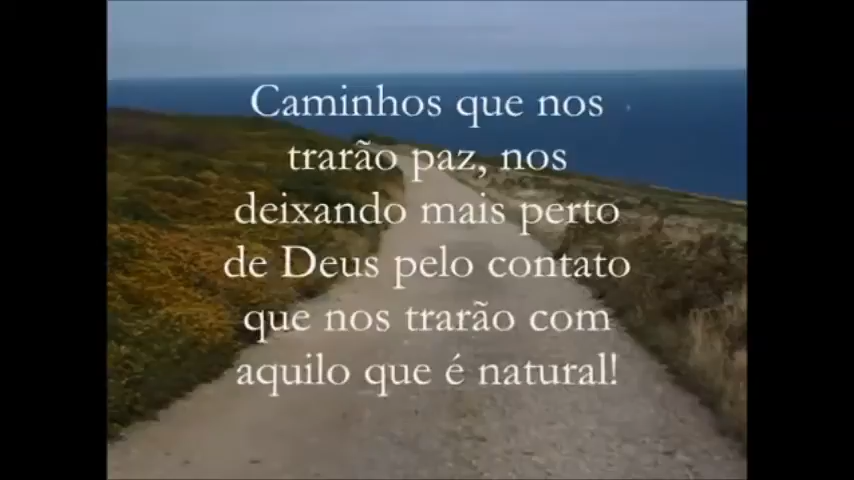 Caminhos que nos
trarão paz, nos
deixando mais perto
de Deus pelo contato
que nos trarão com
aquilo que é natural!